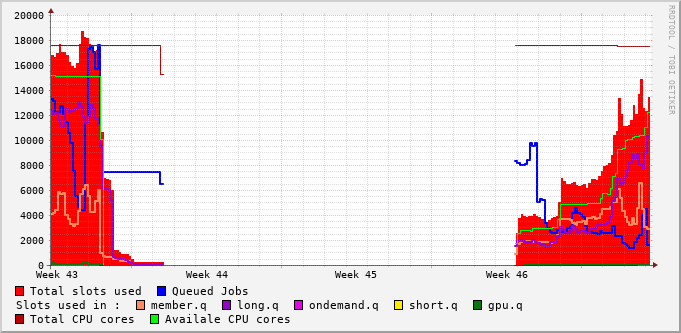 20000
18000
16000
14000
12000
10000
8000
6000
4000
2000
0
Week 43 Week 44 Week 45 Week 46
Total slots used Queued Jobs
Slots used in : member.q long.q ondemand.q short.q gpu.q
Total CPU cores Availale CPU cores
RRDTOOL / TOBI OETIKER